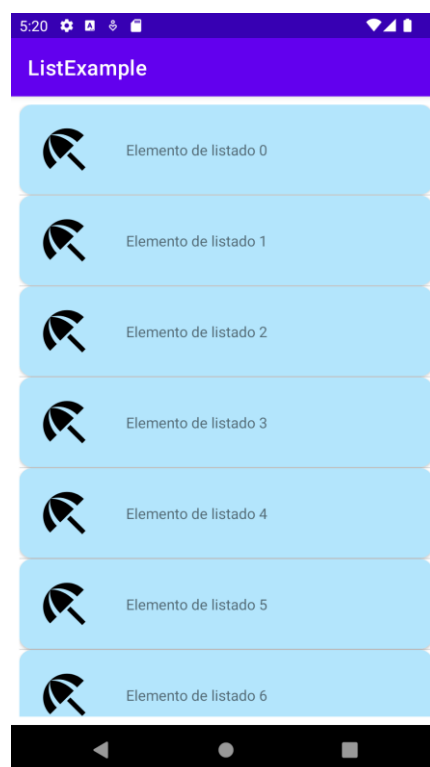 5:20
ListExample
Elemento de listado 0
Elemento de listado 1
Elemento de listado 2
Elemento de listado 3
Elemento de listado 4
Elemento de listado 5
Elemento de listado 6